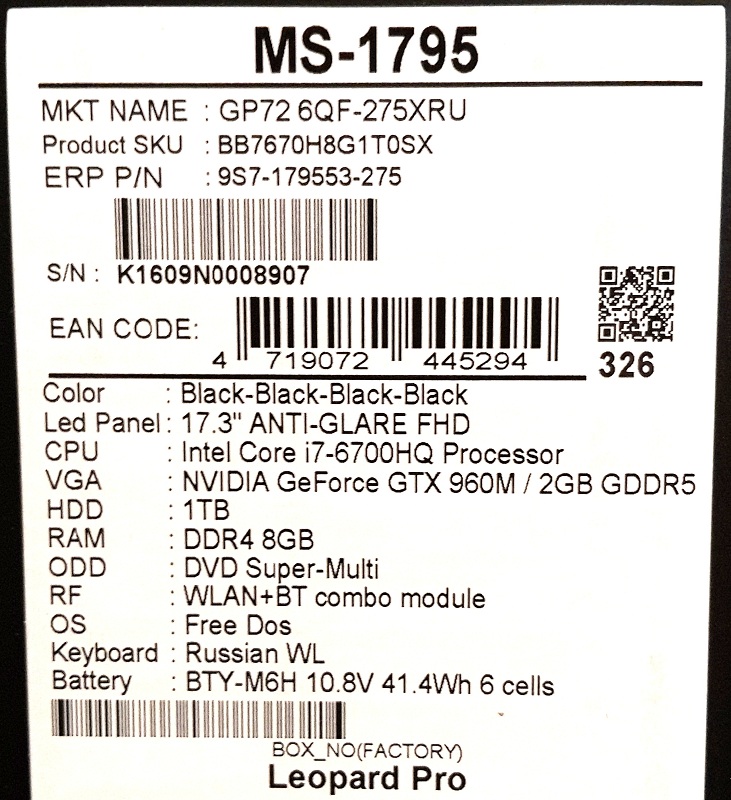 MS-1795
MKT NAME : GP72 6QF-275XRU
Product SKU : BB7670H8G1T0SX
ERP P/N : 9S7-179553-275
S/N : K1609N0008907
EAN CODE: 4 719072 445294
326
Color : Black-Black-Black-Black
Led Panel : 17.3" ANTI-GLARE FHD
CPU : Intel Core i7-6700HQ Processor
VGA : NVIDIA GeForce GTX 960M / 2GB GDDR5
HDD : 1TB
RAM : DDR4 8GB
ODD : DVD Super-Multi
RF : WLAN+BT combo module
OS : Free Dos
Keyboard : Russian WL
Battery : BTY-M6H 10.8V 41.4Wh 6 cells
BOX_NO(FACTORY)
Leopard Pro